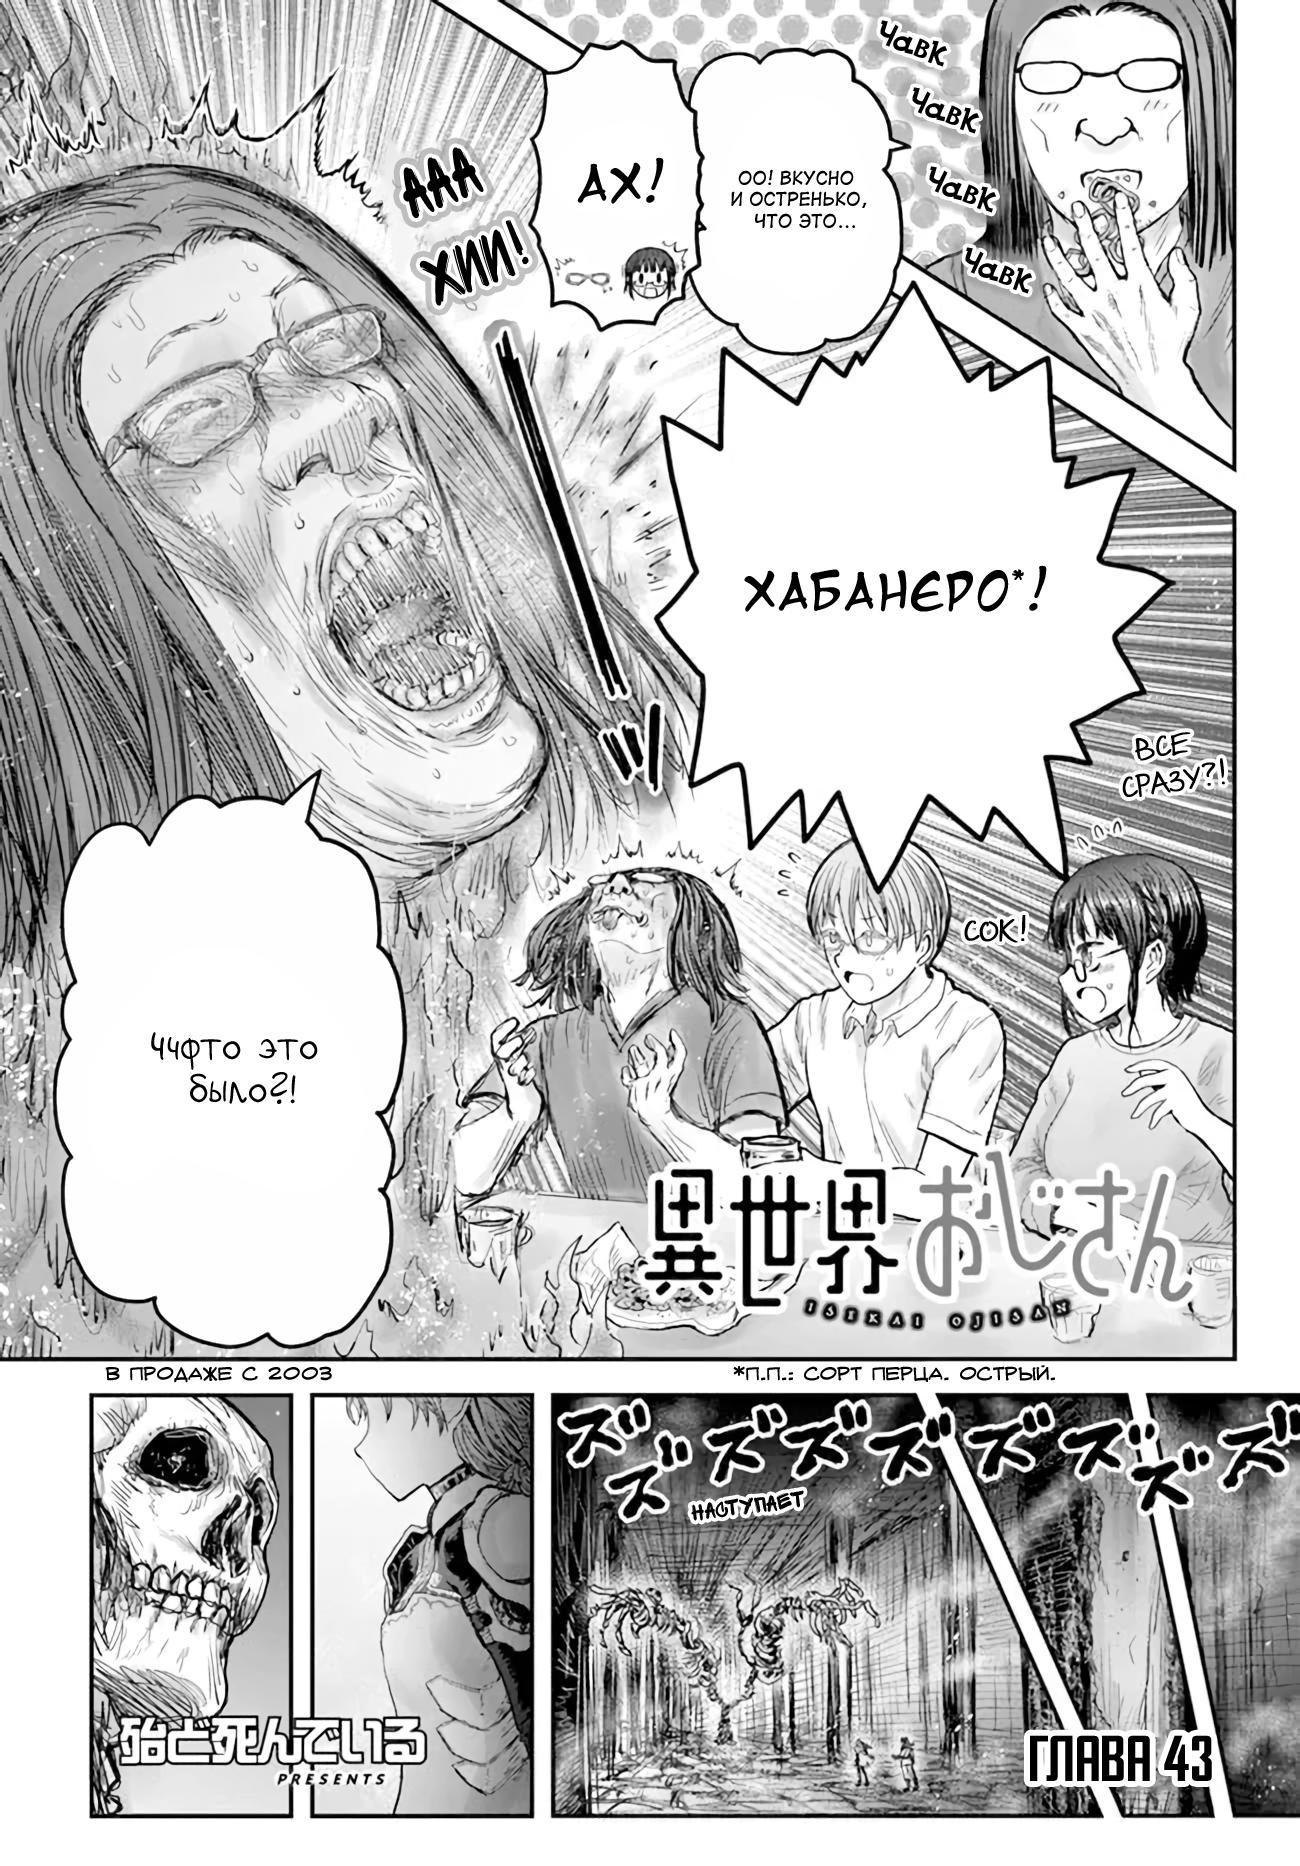 ЧАВК
ЧАВК
ЧАВК
ЧАВК
ОО! ВКУСНО
И ОСТРЕНЬКО,
ЧТО ЭТО...
АХ!
ААА
ХИИ!
ХАБАНЕРО*!
ВСЕ
СРАЗУ?!
СОК!
ЧЧФТО ЭТО
БЫЛО?!
異世界おじさん
ISEKAI OJISAN
В ПРОДАЖЕ С 2003
*П.П.: СОРТ ПЕРЦА. ОСТРЫЙ.
ズズズズズズズズズズ
НАСТУПАЕТ
殆ど死んでいる
PRESENTS
ГЛАВА 43